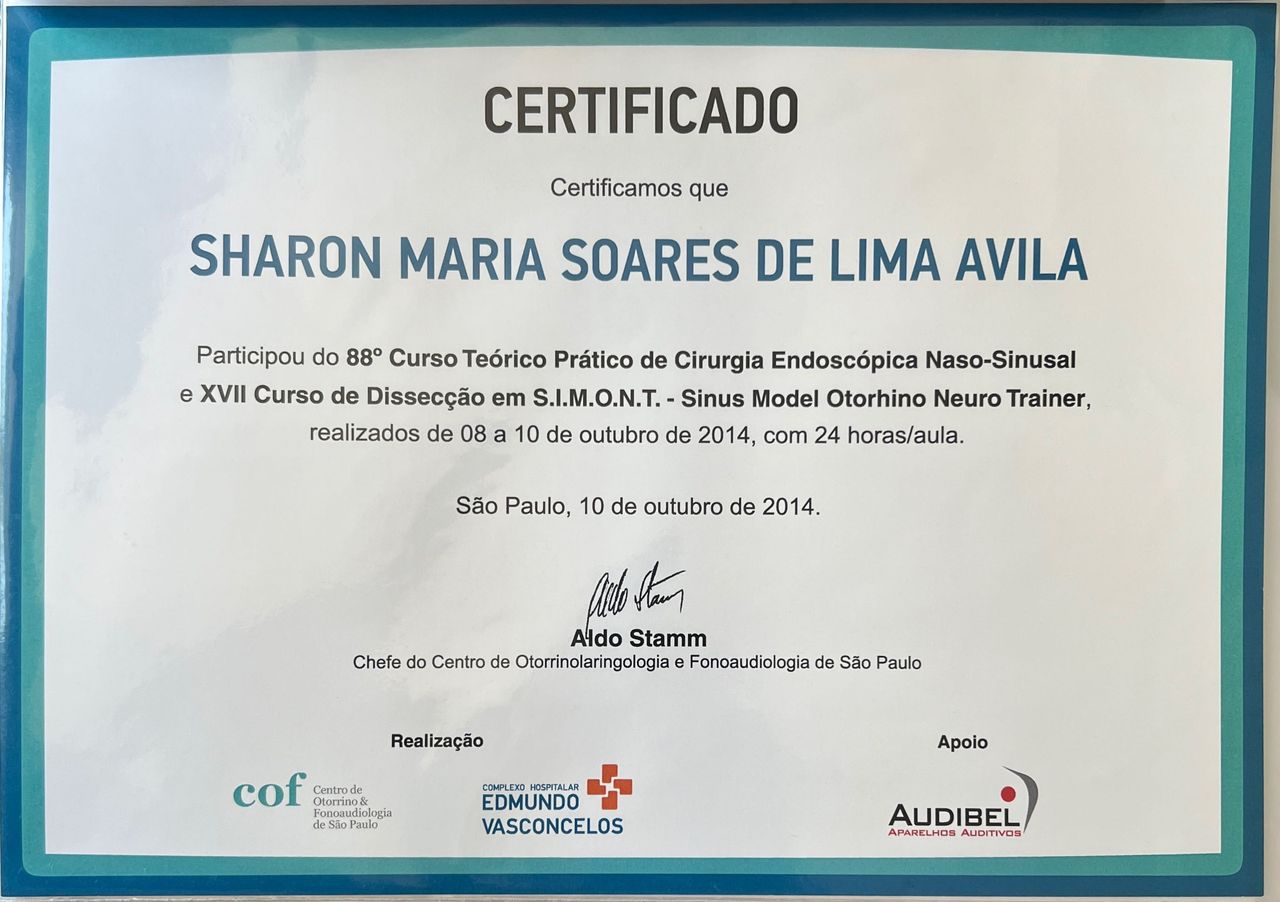 CERTIFICADO
Certificamos que
SHARON MARIA SOARES DE LIMA AVILA
Participou do 88º Curso Teórico Prático de Cirurgia Endoscópica Naso-Sinusal
e XVII Curso de Dissecção em S.I.M.O.N.T. - Sinus Model Otorhino Neuro Trainer,
realizados de 08 a 10 de outubro de 2014, com 24 horas/aula.
São Paulo, 10 de outubro de 2014.
Aldo Stamm
Aldo Stamm
Chefe do Centro de Otorrinolaringologia e Fonoaudiologia de São Paulo
Realização
Apoio
cof
Centro de
Otorrino &
Fonoaudiologia
de São Paulo
COMPLEXO HOSPITALAR
EDMUNDO
VASCONCELOS
AUDIBEL
APARELHOS AUDITIVOS